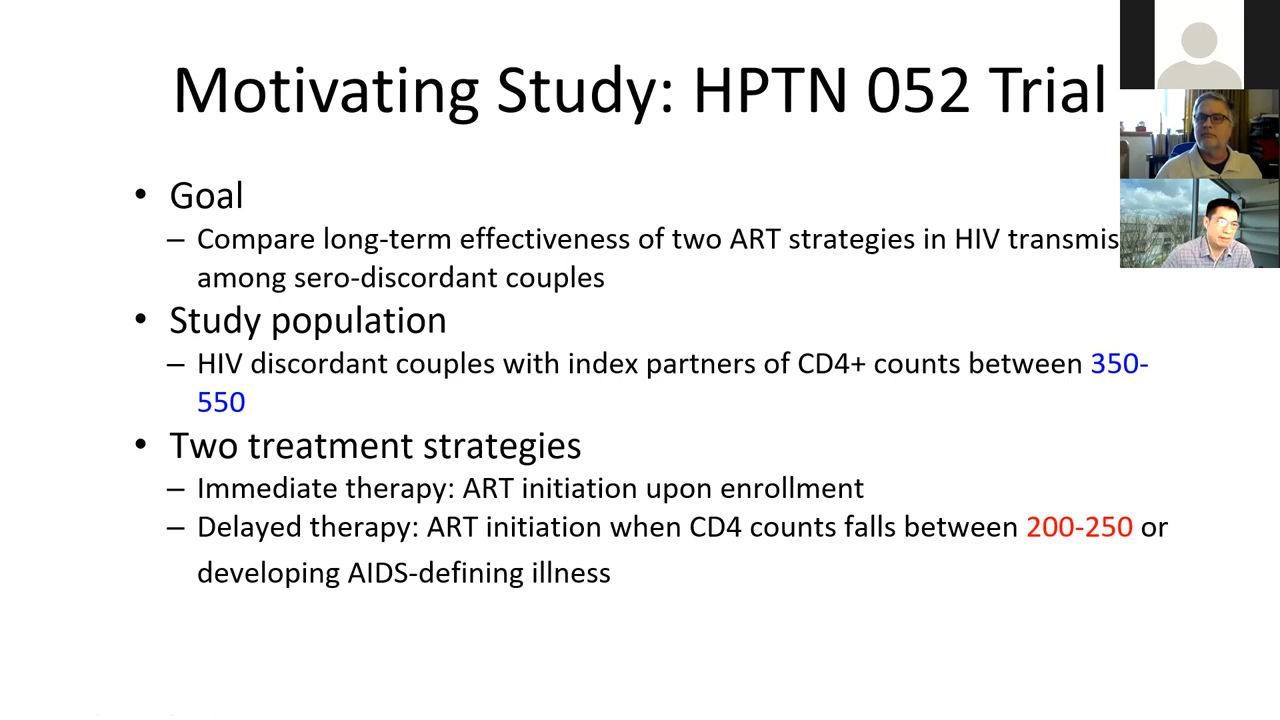 Motivating Study: HPTN 052 Trial
• Goal
– Compare long-term effectiveness of two ART strategies in HIV
among sero-discordant couples
• Study population
– HIV discordant couples with index partners of CD4+ counts between 350-
550
• Two treatment strategies
– Immediate therapy: ART initiation upon enrollment
– Delayed therapy: ART initiation when CD4 counts falls between 200-250 or
developing AIDS-defining illness